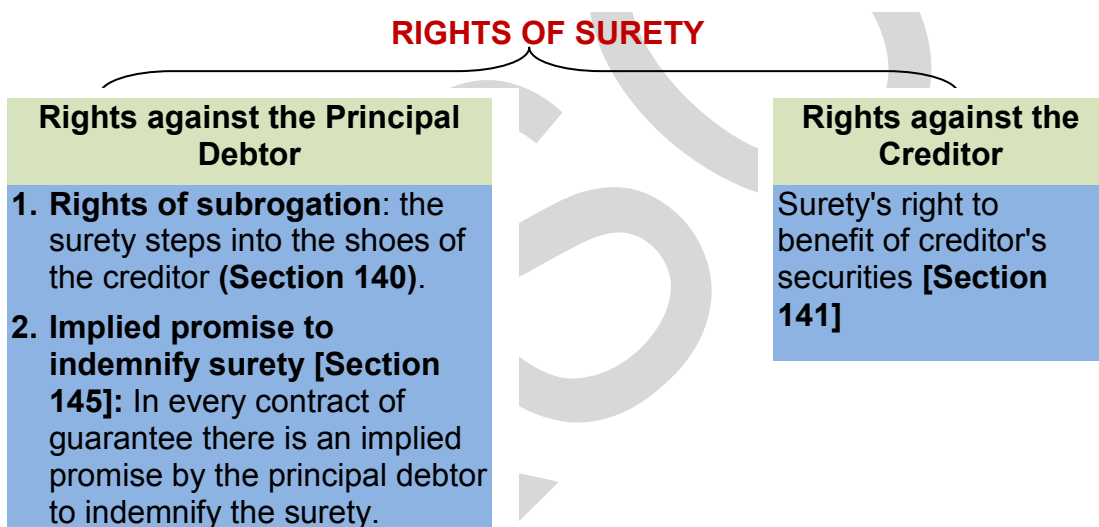 RIGHTS OF SURETY
Rights against the Principal
Debtor
1. Rights of subrogation: the
surety steps into the shoes of
the creditor (Section 140).
2. Implied promise to
indemnify surety [Section
145]: In every contract of
guarantee there is an implied
promise by the principal debtor
to indemnify the surety.
Rights against the
Creditor
Surety's right to
benefit of creditor's
securities [Section
141]